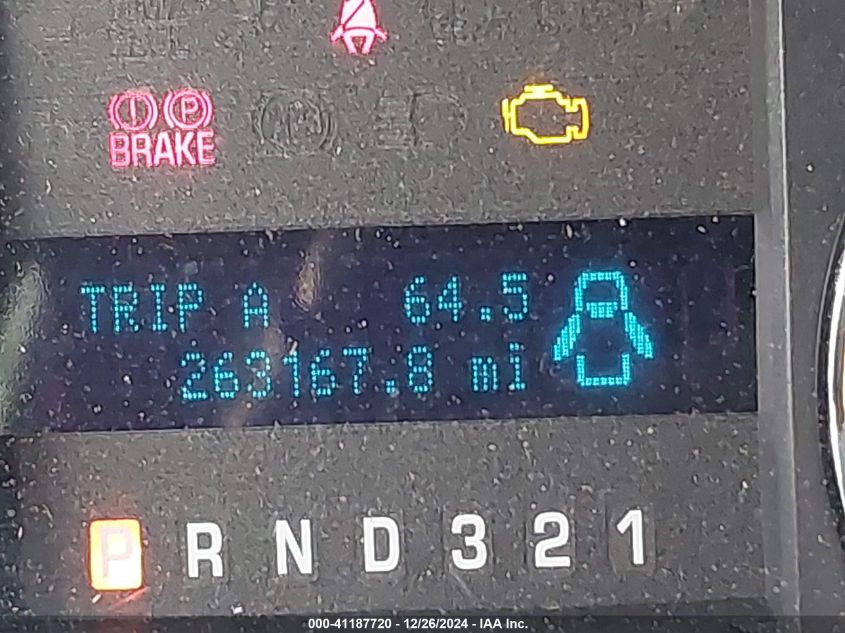 P
BRAKE
TRIP A 64.5
263167.8 mi
P R N D 3 2 1
000-41187720 - 12/26/2024 - IAA Inc.